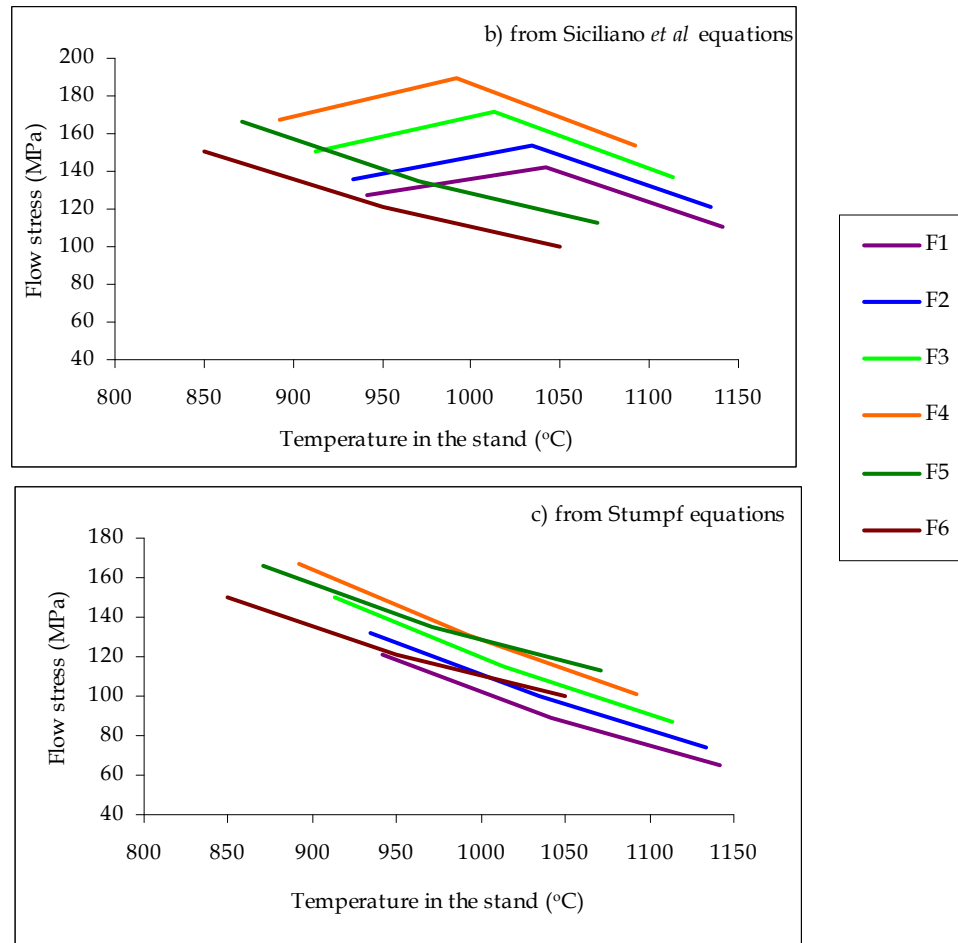 b) from Siciliano et al equations
200
180
160
140
120
100
80
60
40
Flow stress (MPa)
800 850 900 950 1000 1050 1100 1150
Temperature in the stand (oC)
F1
F2
F3
F4
F5
F6
c) from Stumpf equations
180
160
140
120
100
80
60
40
Flow stress (MPa)
800 850 900 950 1000 1050 1100 1150
Temperature in the stand (oC)